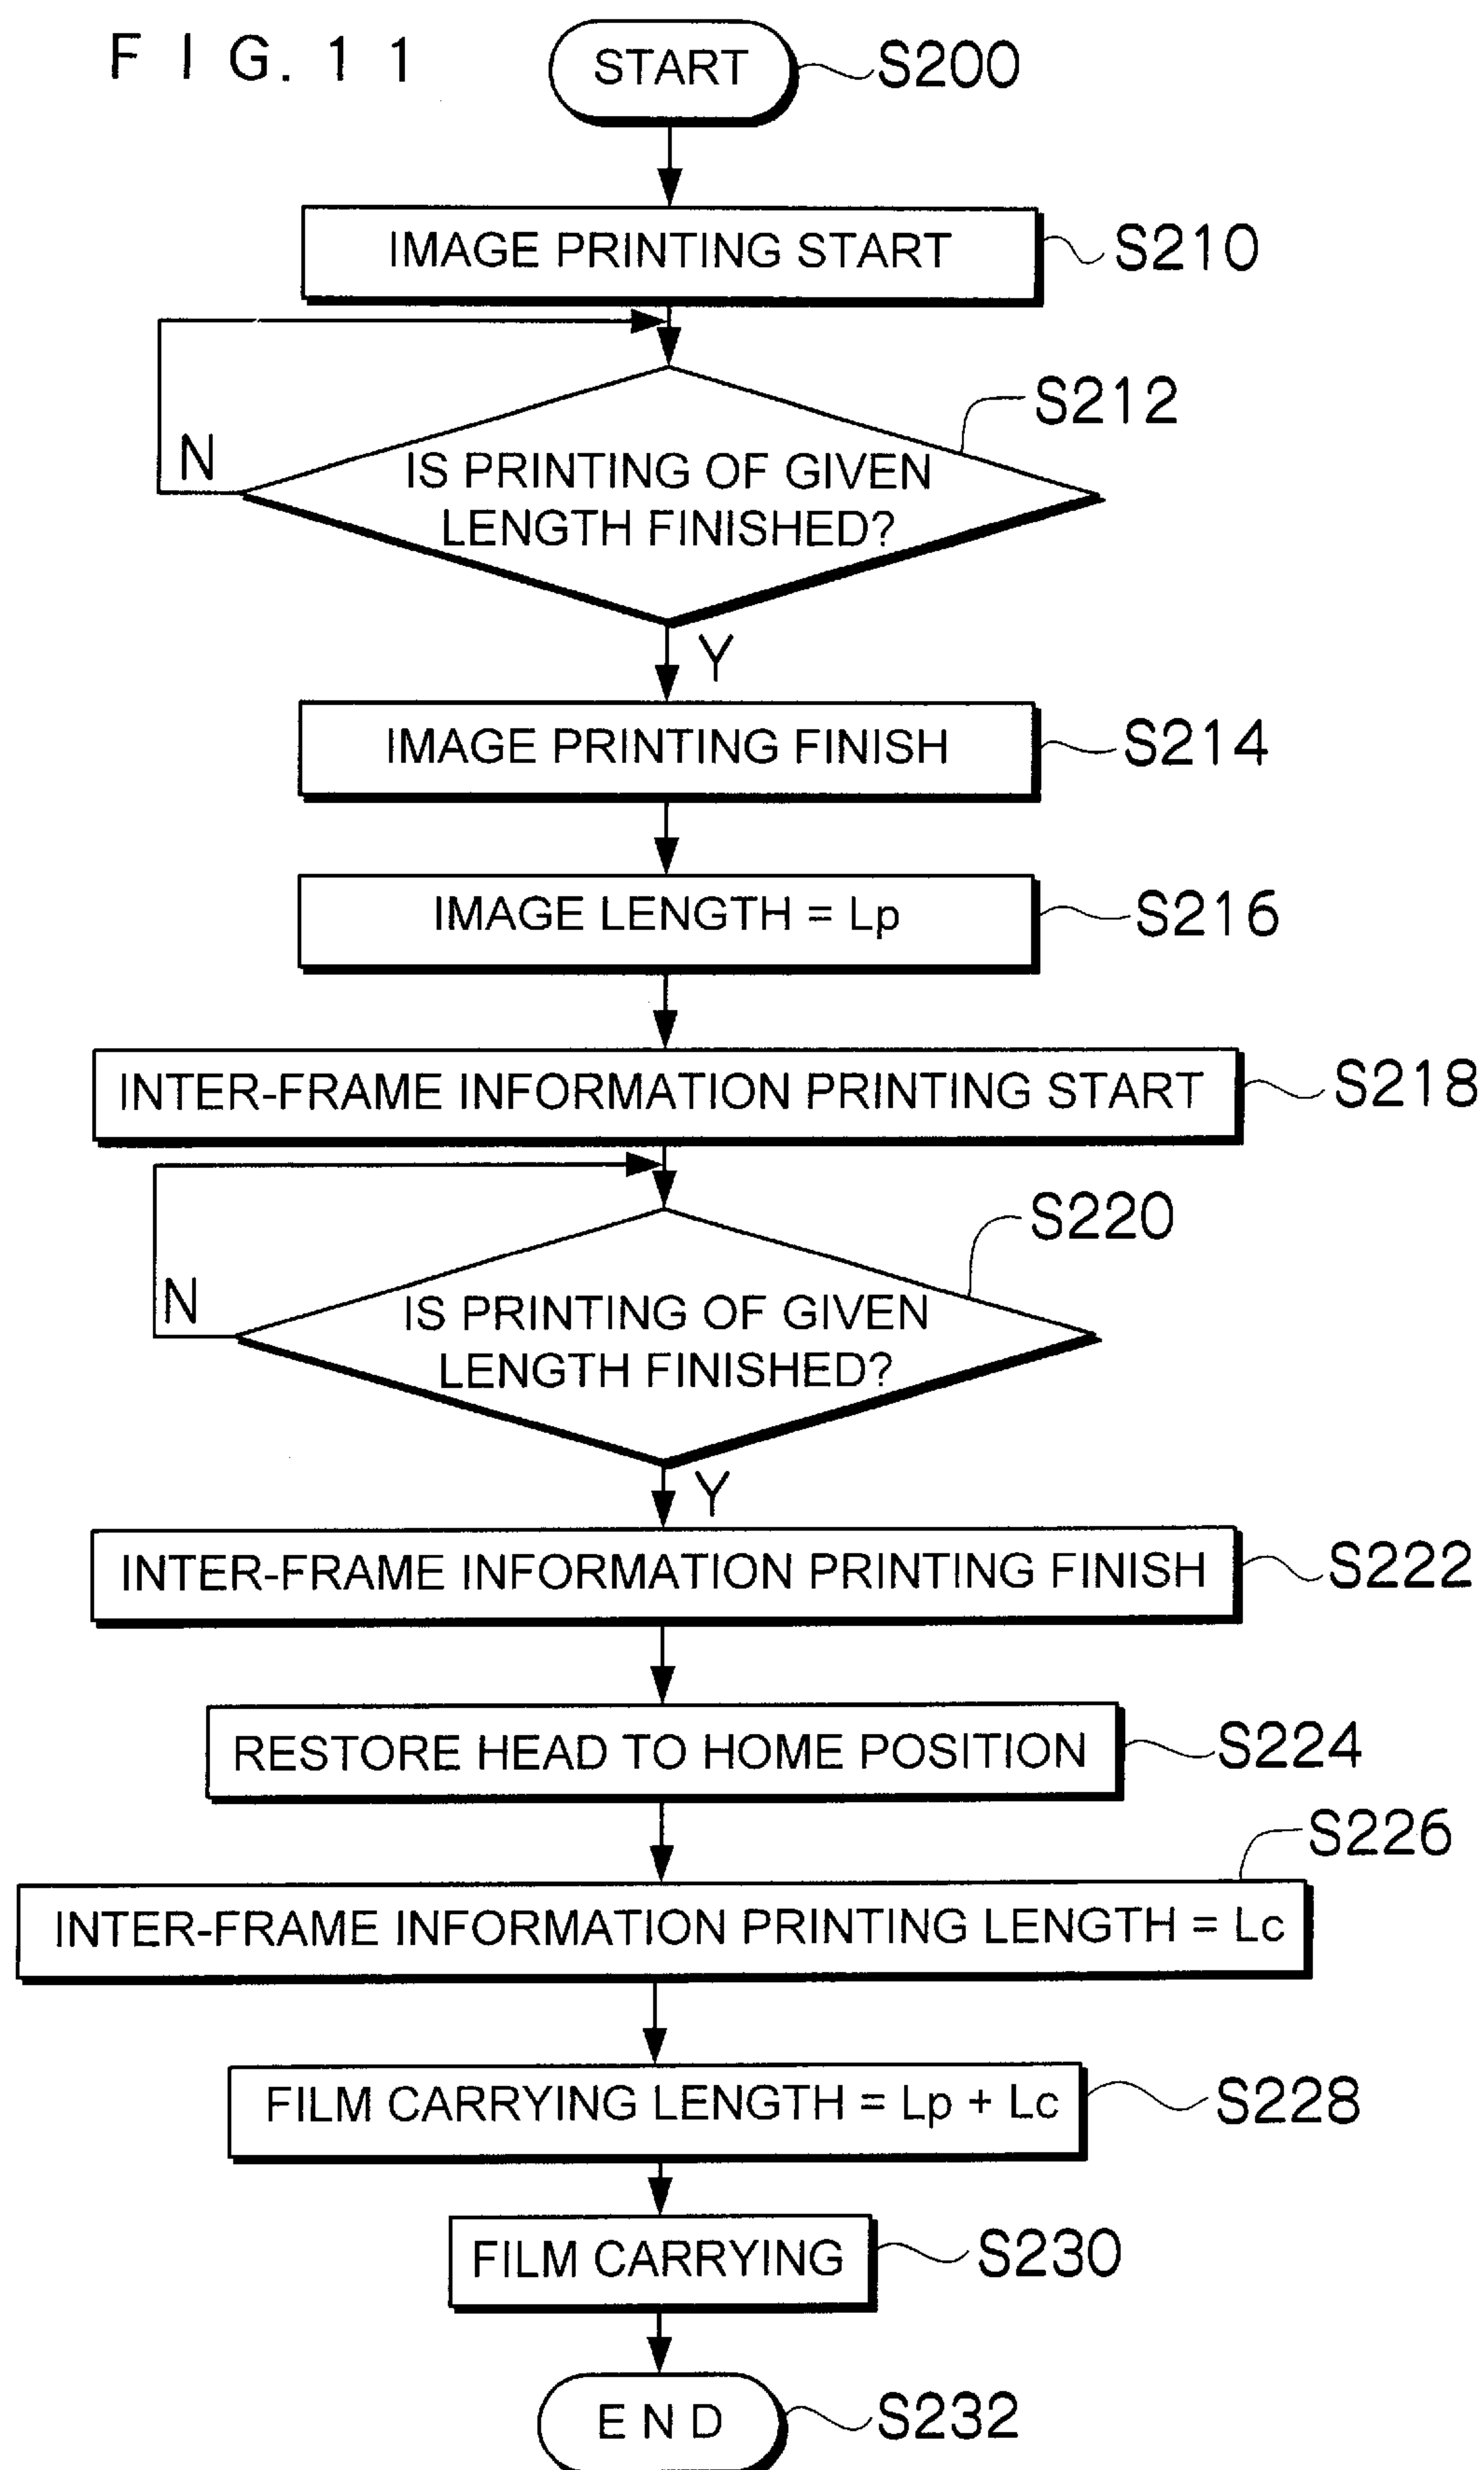 FIG. 11
START
S200
IMAGE PRINTING START
S210
S212
N
IS PRINTING OF GIVEN
LENGTH FINISHED?
Y
IMAGE PRINTING FINISH
S214
IMAGE LENGTH = Lp
S216
INTER-FRAME INFORMATION PRINTING START
S218
S220
N
IS PRINTING OF GIVEN
LENGTH FINISHED?
Y
INTER-FRAME INFORMATION PRINTING FINISH
S222
RESTORE HEAD TO HOME POSITION
S224
S226
INTER-FRAME INFORMATION PRINTING LENGTH = Lc
FILM CARRYING LENGTH = Lp + Lc
S228
FILM CARRYING
S230
END
S232